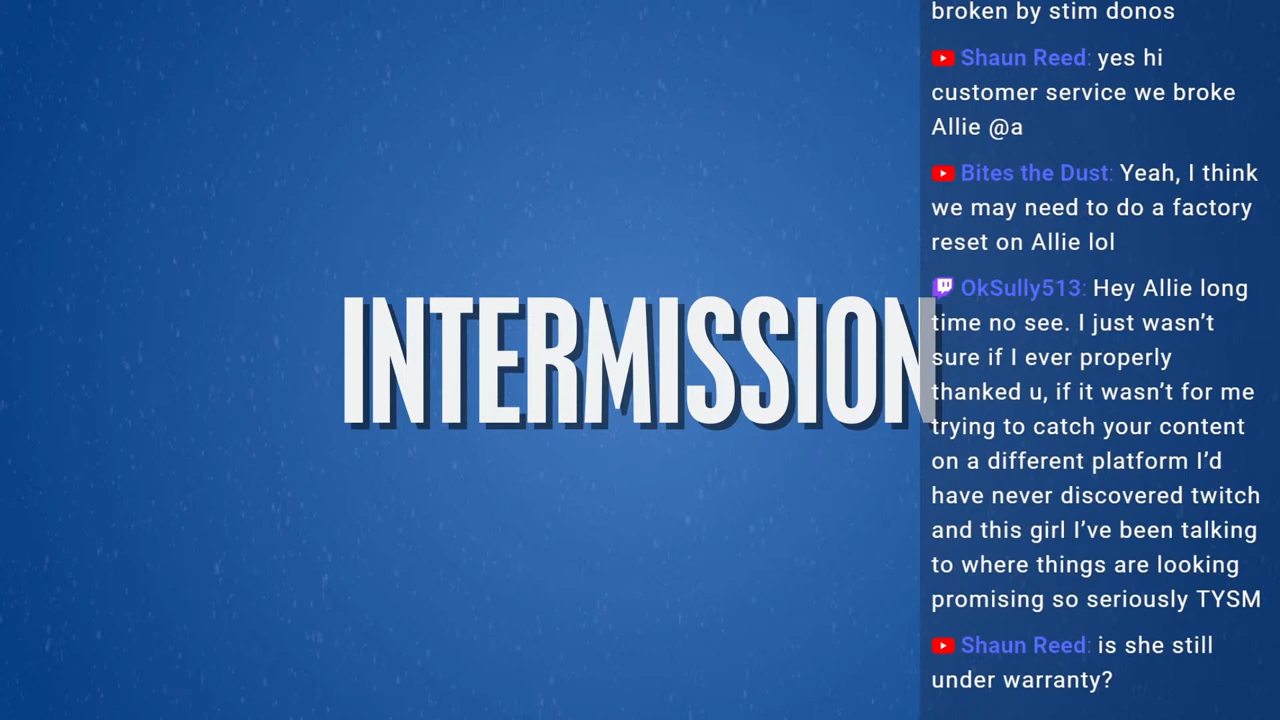 INTERMISSION
broken by stim donos
Shaun Reed: yes hi
customer service we broke
Allie @a
Bites the Dust: Yeah, I think
we may need to do a factory
reset on Allie lol
OkSully513: Hey Allie long
time no see. I just wasn’t
sure if I ever properly
thanked u, if it wasn’t for me
trying to catch your content
on a different platform I’d
have never discovered twitch
and this girl I’ve been talking
to where things are looking
promising so seriously TYSM
Shaun Reed: is she still
under warranty?